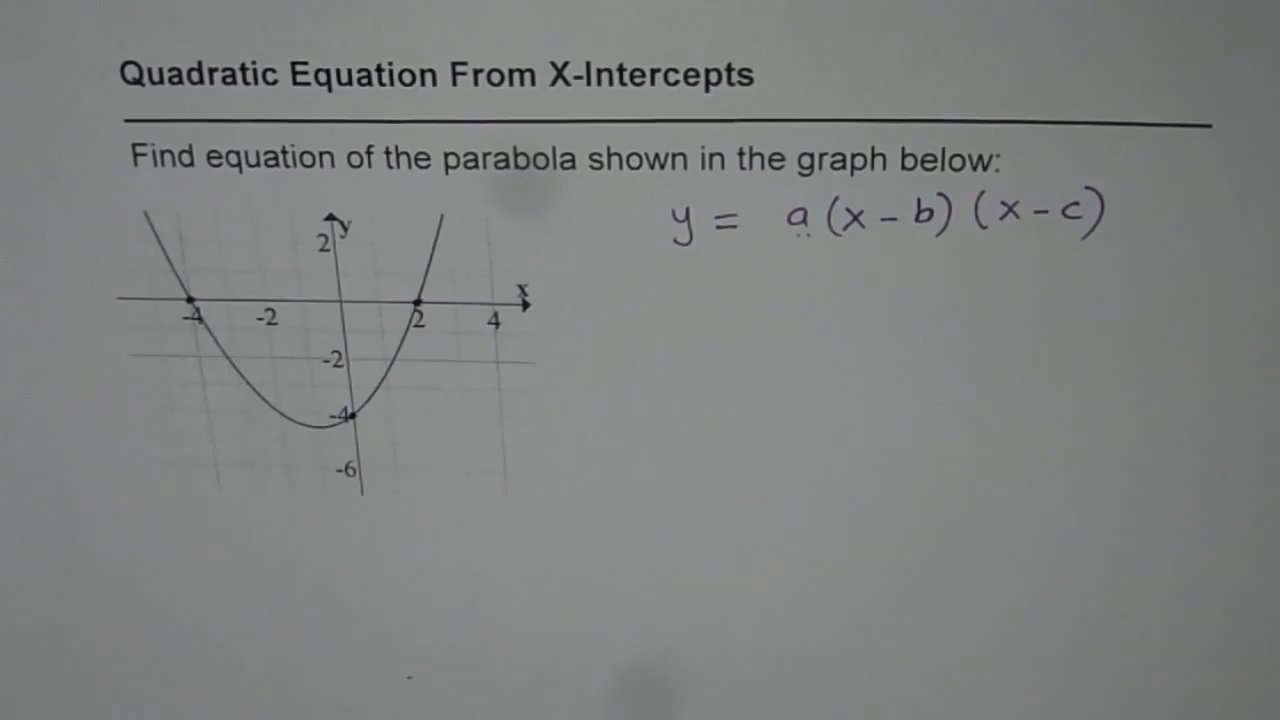 Quadratic Equation From X-Intercepts
Find equation of the parabola shown in the graph below:
y = a (x - b) (x - c)
2 y
x
-4 -2 2 4
-2
-4
-6